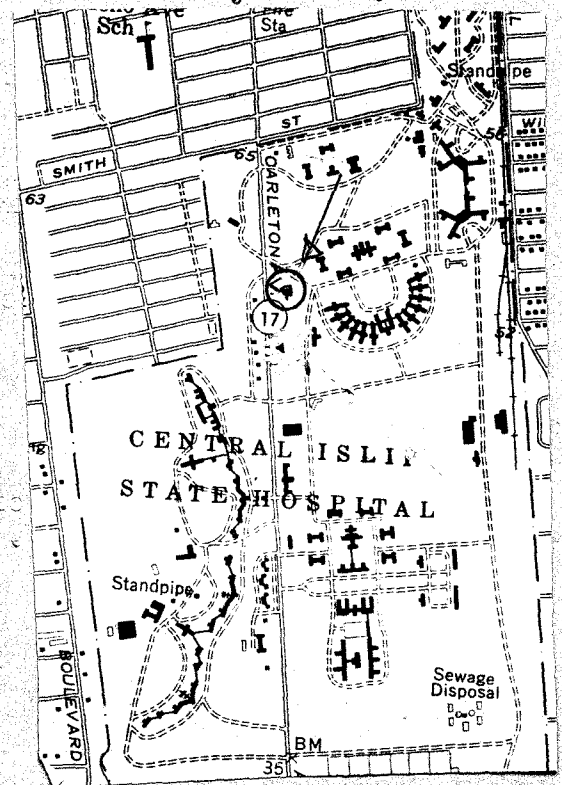 Sch
Sta
Standpipe
ST
56
65
SMITH
63
CARLETON
17
52
CENTRAL ISLIP
STATE HOSPITAL
Standpipe
BOULEVARD
Sewage
Disposal
BM
35